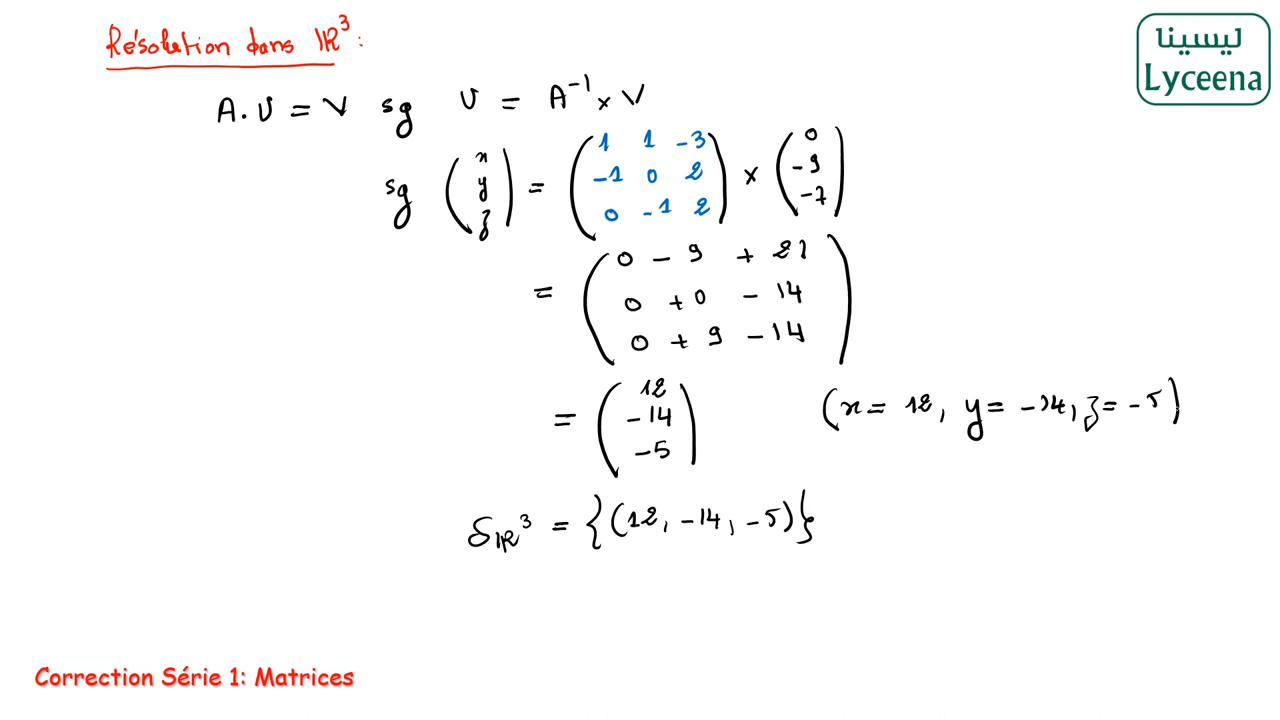 Résolution dans ℝ³ :
ليسينا
Lyceena
A.U = V sg U = A⁻¹ × V
sg (x y z) = (1 1 -3 / -1 0 2 / 0 -1 2) × (0 / -9 / -7)
= (0 - 9 + 21 / 0 + 0 - 14 / 0 + 9 - 14)
= (12 / -14 / -5) (x = 12, y = -14, z = -5)
S_ℝ³ = {(12, -14, -5)}
Correction Série 1: Matrices